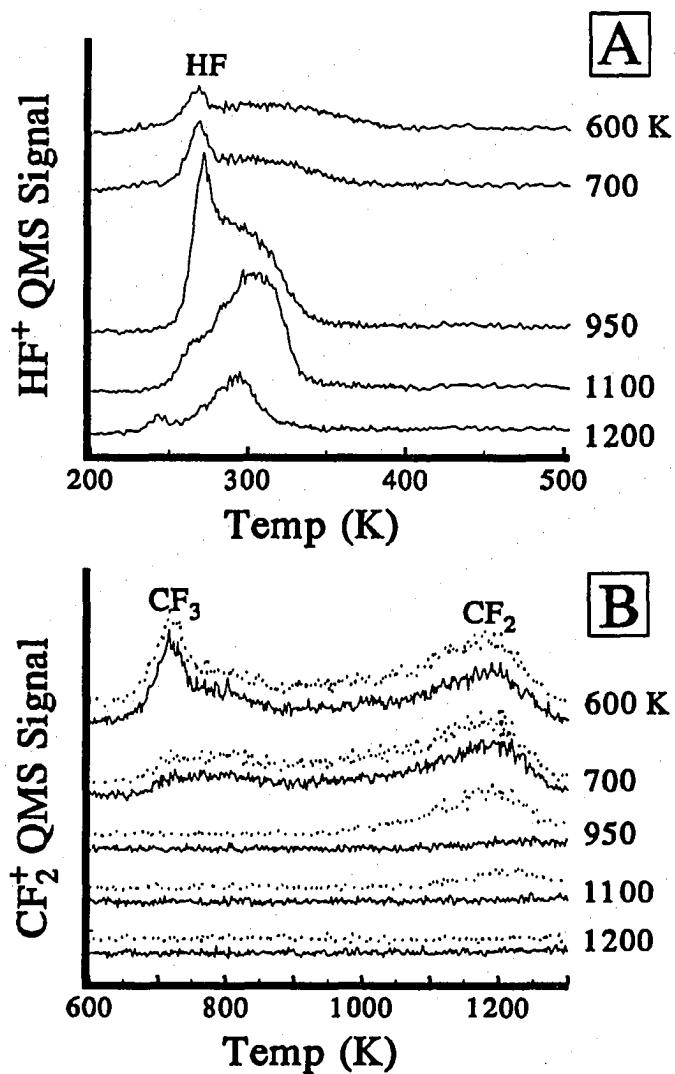 A
HF
600 K
700
950
1100
1200
HF+ QMS Signal
200 300 400 500
Temp (K)
B
CF3 CF2
600 K
700
950
1100
1200
CF2+ QMS Signal
600 800 1000 1200
Temp (K)